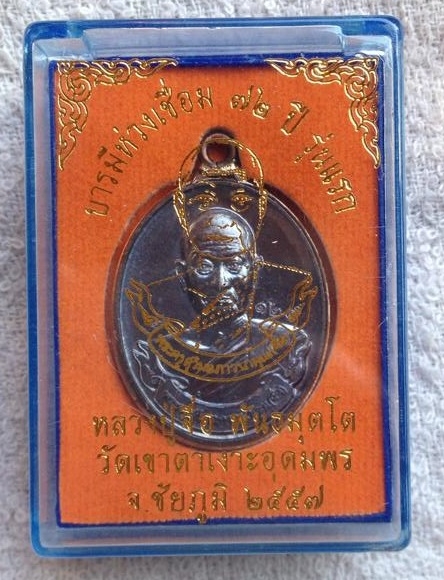 บารมีห่วงเชื่อม ๗๒ ปี รุ่นแรก
หลวงปู่จื่อ พันธมุตโต
วัดเขาตาเงาะอุดมพร
จ.ชัยภูมิ ๒๕๕๗